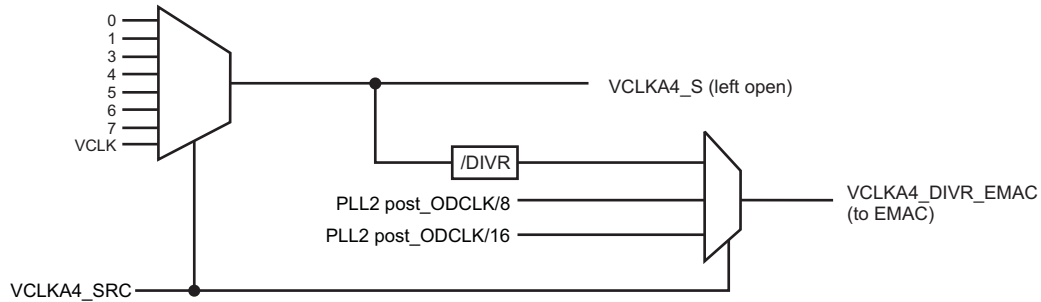 0
1
3
4
5
6
7
VCLK
VCLKA4_S (left open)
/DIVR
PLL2 post_ODCLK/8
PLL2 post_ODCLK/16
VCLKA4_DIVR_EMAC
(to EMAC)
VCLKA4_SRC